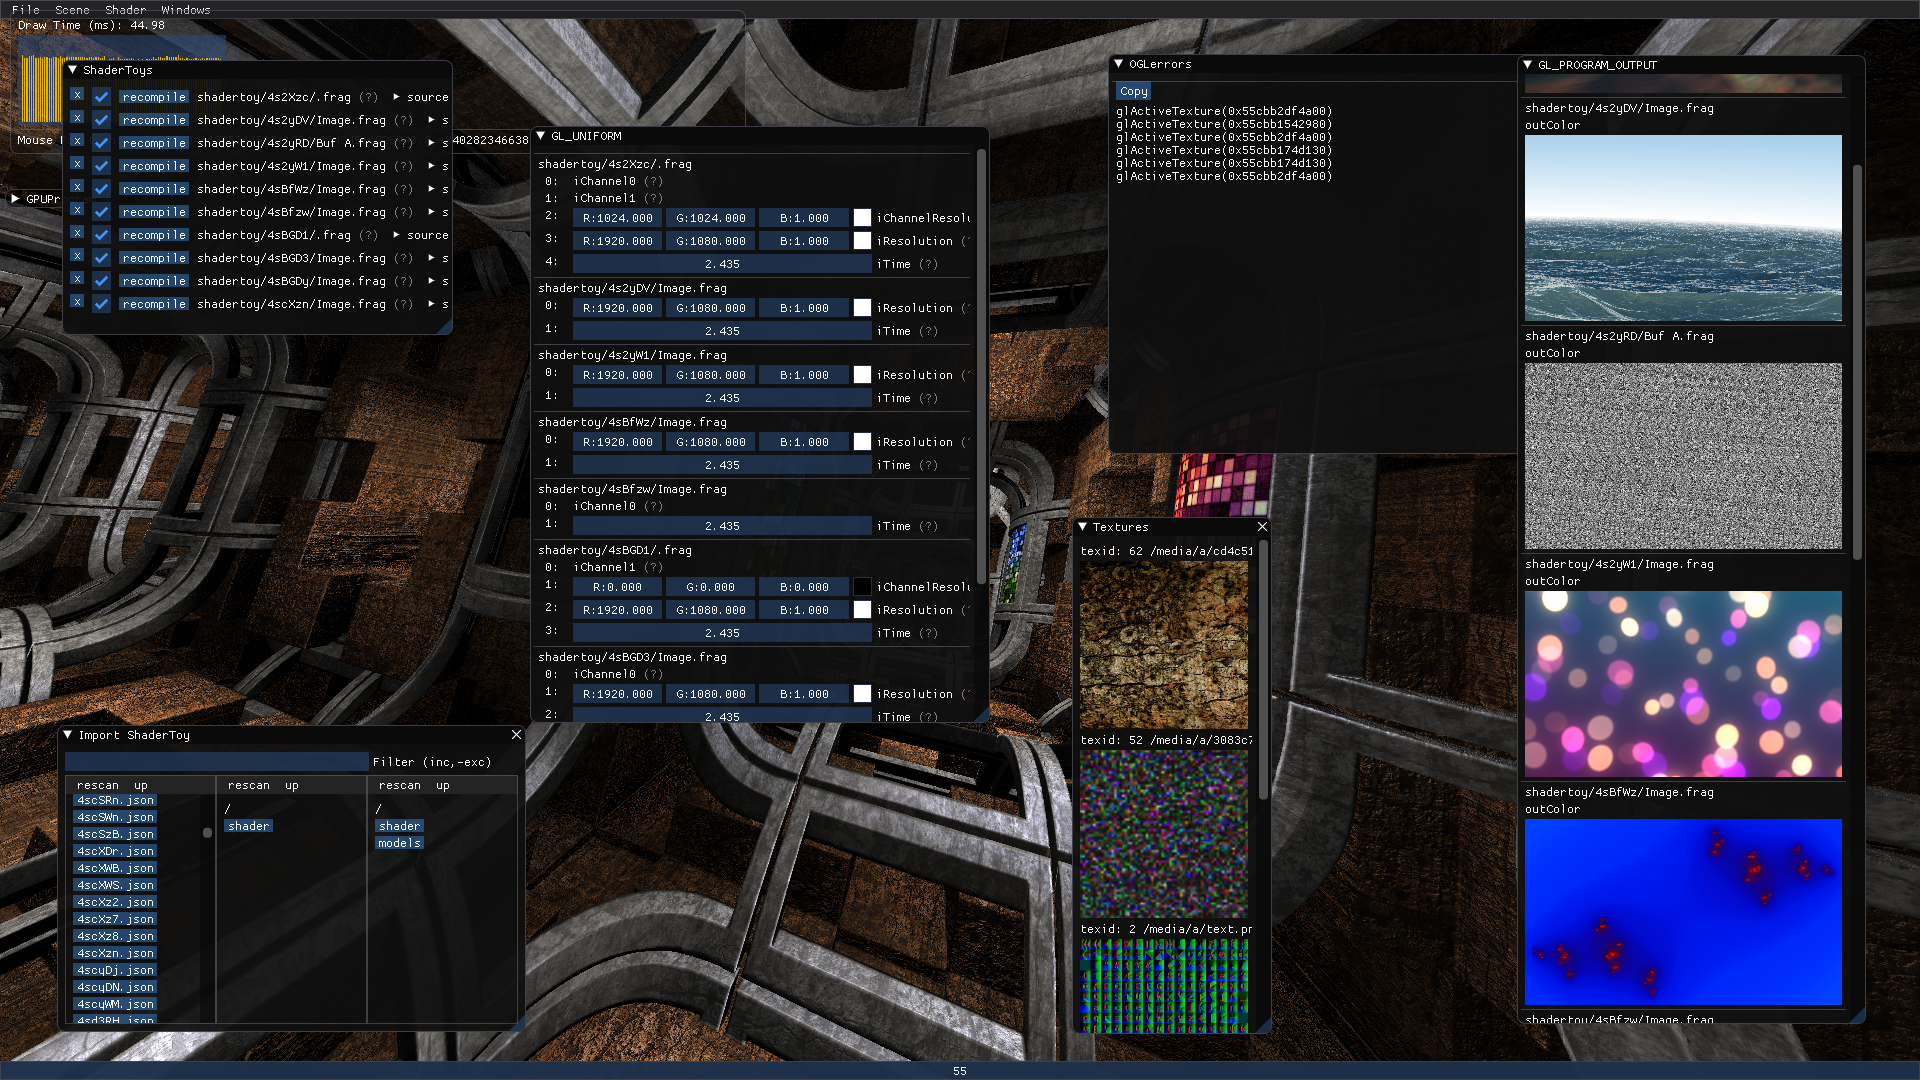 File Scene Shader Windows
Draw Time (ms): 44.98
Mouse
40282346638
GPUPr
ShaderToys
x recompile shadertoy/4s2Xzc/.frag (?) source
x recompile shadertoy/4s2yDV/Image.frag (?) s
x recompile shadertoy/4s2yRD/Buf A.frag (?) s
x recompile shadertoy/4s2yW1/Image.frag (?) s
x recompile shadertoy/4sBfWz/Image.frag (?) s
x recompile shadertoy/4sBfzw/Image.frag (?) s
x recompile shadertoy/4sBGD1/.frag (?) source
x recompile shadertoy/4sBGD3/Image.frag (?) s
x recompile shadertoy/4sBGDy/Image.frag (?) s
x recompile shadertoy/4scXzn/Image.frag (?) s
GL_UNIFORM
shadertoy/4s2Xzc/.frag
0: iChannel0 (?)
1: iChannel1 (?)
2: R:1024.000 G:1024.000 B:1.000 iChannelResolu
3: R:1920.000 G:1080.000 B:1.000 iResolution (
4: 2.435 iTime (?)
shadertoy/4s2yDV/Image.frag
0: R:1920.000 G:1080.000 B:1.000 iResolution (
1: 2.435 iTime (?)
shadertoy/4s2yW1/Image.frag
0: R:1920.000 G:1080.000 B:1.000 iResolution (
1: 2.435 iTime (?)
shadertoy/4sBfWz/Image.frag
0: R:1920.000 G:1080.000 B:1.000 iResolution (
1: 2.435 iTime (?)
shadertoy/4sBfzw/Image.frag
0: iChannel0 (?)
1: 2.435 iTime (?)
shadertoy/4sBGD1/.frag
0: iChannel1 (?)
1: R:0.000 G:0.000 B:0.000 iChannelResolu
2: R:1920.000 G:1080.000 B:1.000 iResolution (
3: 2.435 iTime (?)
shadertoy/4sBGD3/Image.frag
0: iChannel0 (?)
1: R:1920.000 G:1080.000 B:1.000 iResolution (
2: 2.435 iTime (?)
OGLerrors
Copy
glActiveTexture(0x55cbb2df4a00)
glActiveTexture(0x55cbb1542980)
glActiveTexture(0x55cbb2df4a00)
glActiveTexture(0x55cbb174d130)
glActiveTexture(0x55cbb174d130)
glActiveTexture(0x55cbb2df4a00)
GL_PROGRAM_OUTPUT
shadertoy/4s2yDV/Image.frag
outColor
shadertoy/4s2yRD/Buf A.frag
outColor
shadertoy/4s2yW1/Image.frag
outColor
shadertoy/4sBfWz/Image.frag
outColor
shadertoy/4sBfzw/Image.frag
Textures
texid: 62 /media/a/cd4c51
texid: 52 /media/a/3083c7
texid: 2 /media/a/text.pr
Import ShaderToy
Filter (inc,-exc)
rescan up rescan up rescan up
4scSRn.json
4scSWn.json
4scSzB.json
4scXDr.json
4scXWB.json
4scXWS.json
4scXz2.json
4scXz7.json
4scXz8.json
4scXzn.json
4scyDj.json
4scyDN.json
4scyWM.json
4sd3RH.json
/
shader
/
shader
models
55